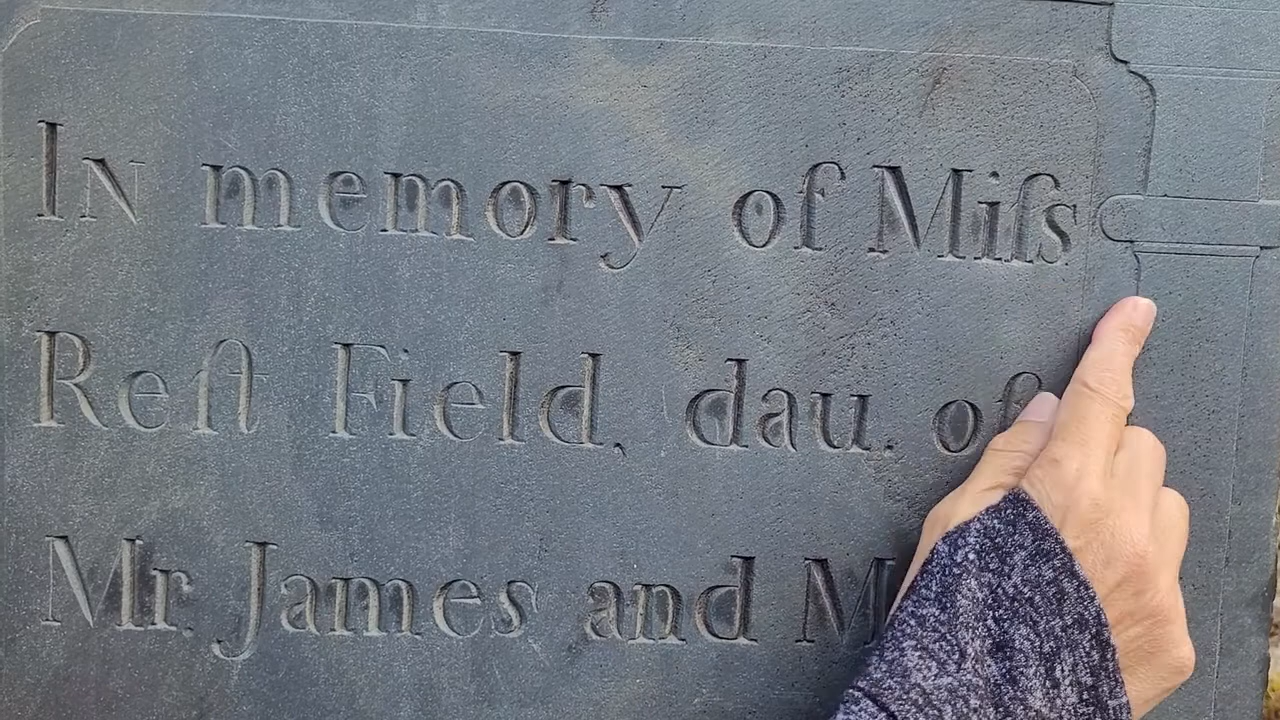 In memory of Miſs
Reſt Field, dau. of
Mr. James and M